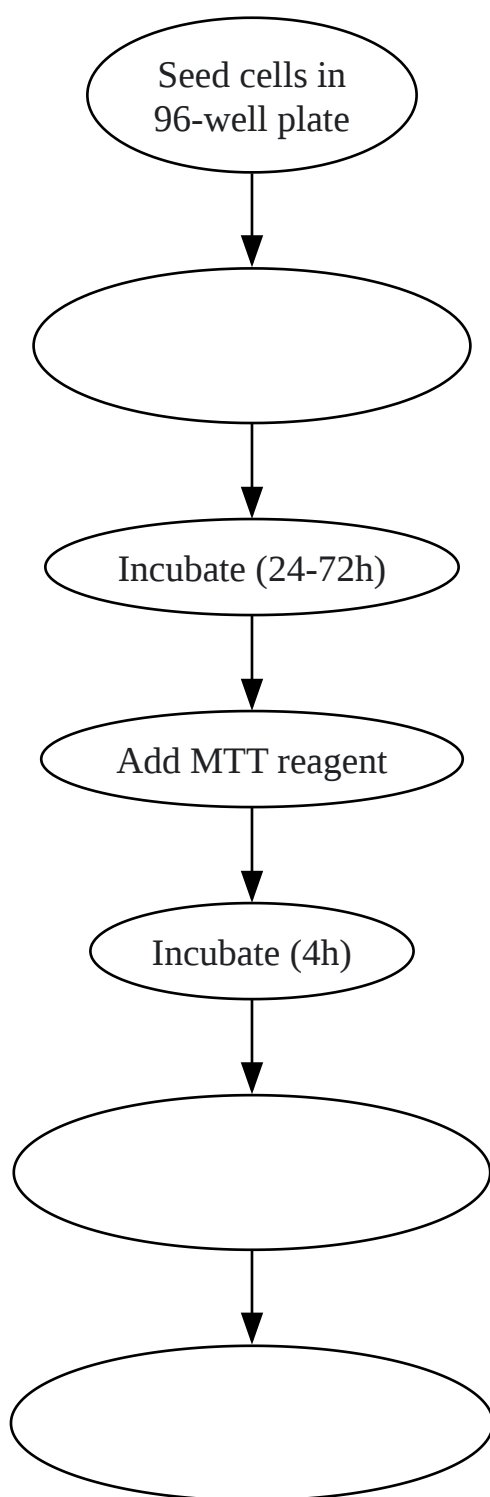 Seed cells in
96-well plate
Incubate (24-72h)
Add MTT reagent
Incubate (4h)